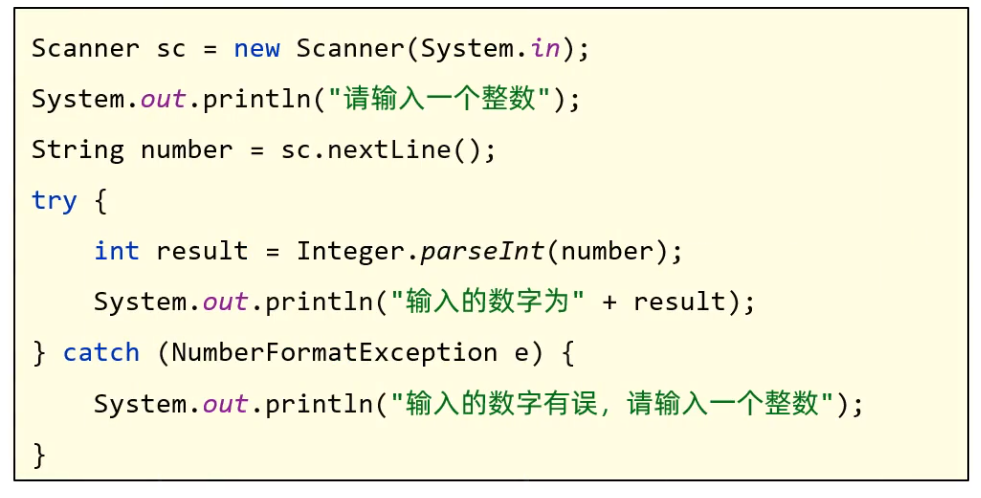 Scanner sc = new Scanner(System.in);
System.out.println("请输入一个整数");
String number = sc.nextLine();
try {
    int result = Integer.parseInt(number);
    System.out.println("输入的数字为" + result);
} catch (NumberFormatException e) {
    System.out.println("输入的数字有误，请输入一个整数");
}